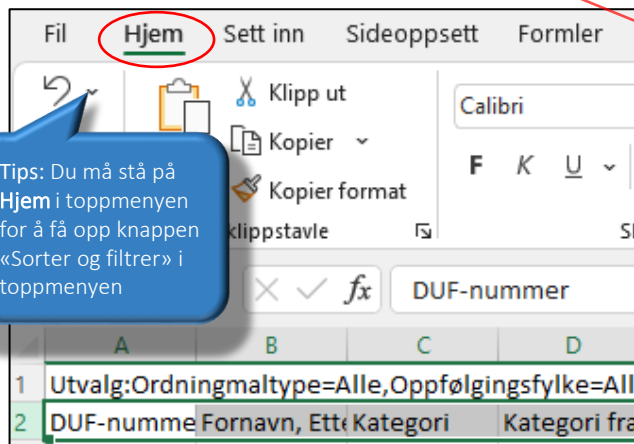 Fil Hjem Sett inn Sideoppsett Formler
Klipp ut
Kopier
Kopier format
Calibri
F K U
Tips: Du må stå på
Hjem i toppmenyen
for å få opp knappen
«Sorter og filtrer» i
toppmenyen
klippstavle
fx DUF-nummer
A B C D
1 Utvalg:Ordningmaltype=Alle,Oppfølgingsfylke=All
2 DUF-numme Fornavn, Ette Kategori Kategori fra